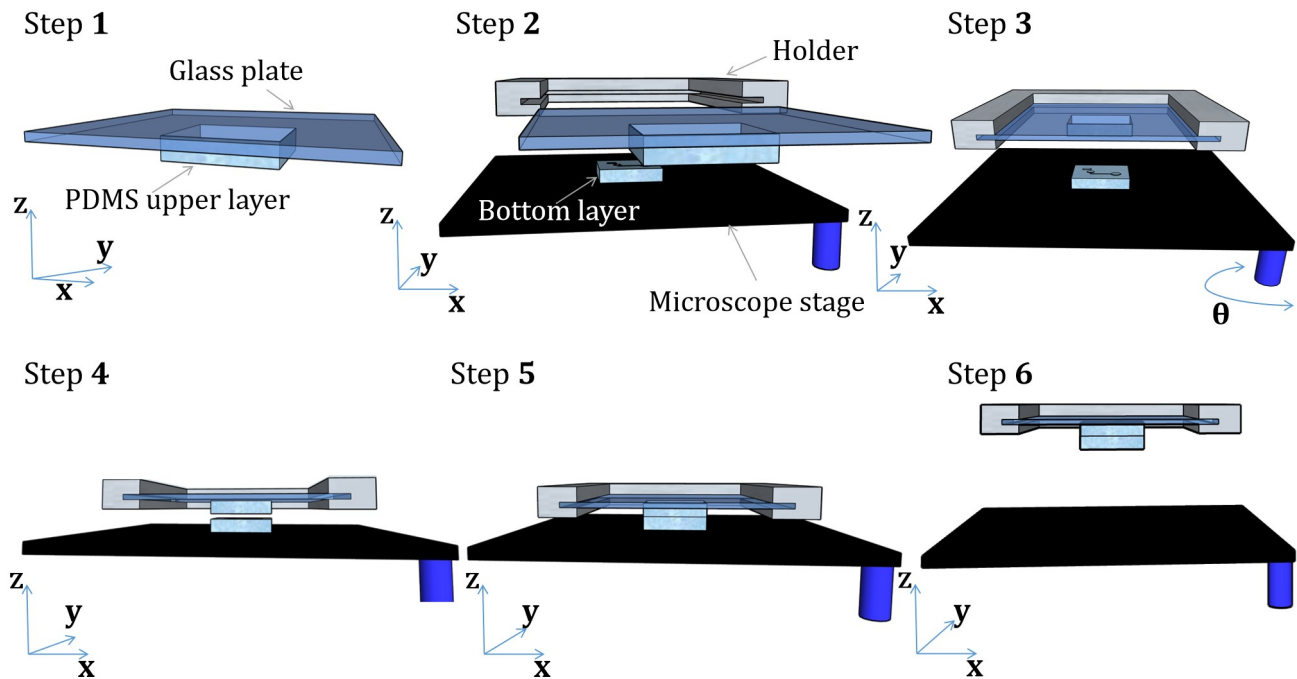 Step 1
Glass plate
PDMS upper layer
z
y
x
Step 2
Holder
Bottom layer
Microscope stage
z
y
x
Step 3
z
y
x
θ
Step 4
z
y
x
Step 5
z
y
x
Step 6
z
y
x